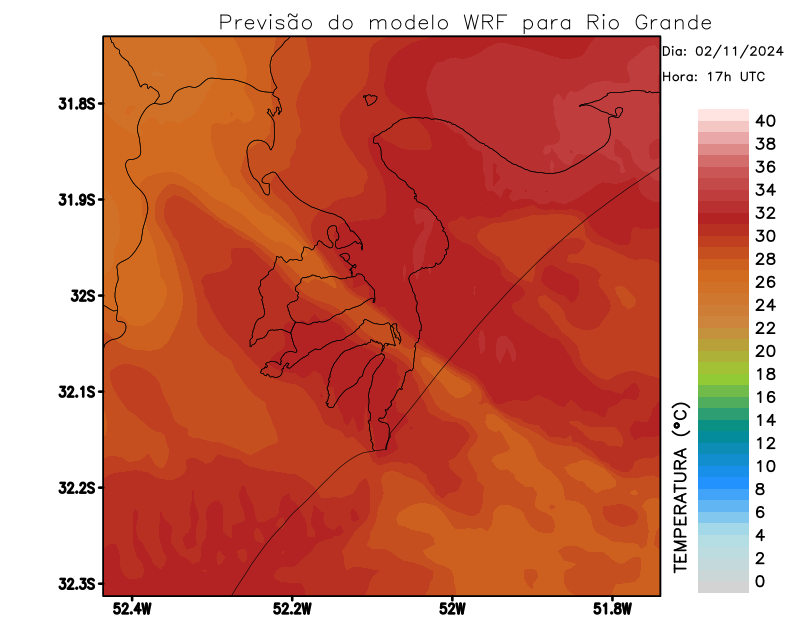 Previsão do modelo WRF para Rio Grande
Dia: 02/11/2024
Hora: 17h UTC
31.8S
31.9S
32S
32.1S
32.2S
32.3S
52.4W
52.2W
52W
51.8W
TEMPERATURA (°C)
40
38
36
34
32
30
28
26
24
22
20
18
16
14
12
10
8
6
4
2
0